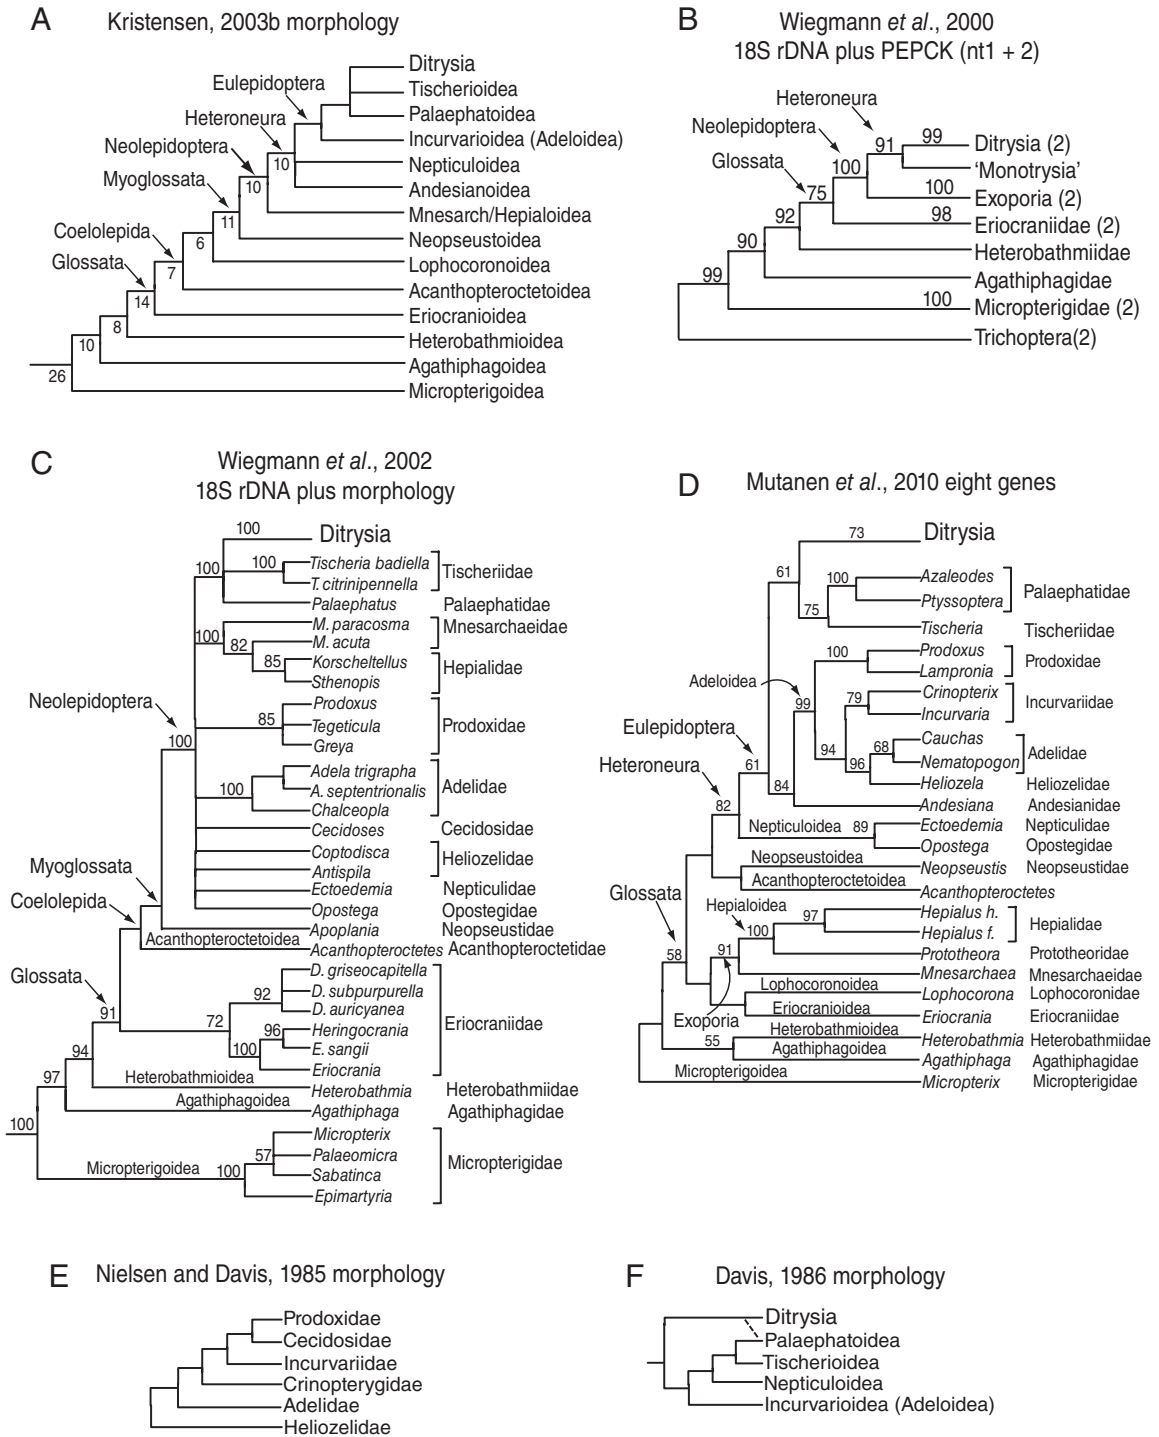 A
Kristensen, 2003b morphology
Eulepidoptera
Heteroneura
Neolepidoptera
Myoglossata
Coelolepida
Glossata
10
10
11
6
7
14
8
10
26
Ditrysia
Tischerioidea
Palaephatoidea
Incurvarioidea (Adeloidea)
Nepticuloidea
Andesianoidea
Mnesarch/Hepialoidea
Neopseustoidea
Lophocoronoidea
Acanthopteroctetoidea
Eriocranioidea
Heterobathmioidea
Agathiphagoidea
Micropterigoidea
B
Wiegmann et al., 2000
18S rDNA plus PEPCK (nt1 + 2)
Heteroneura
Neolepidoptera
Glossata
99
91
100
100
75
98
92
90
99
100
Ditrysia (2)
‘Monotrysia’
Exoporia (2)
Eriocraniidae (2)
Heterobathmiidae
Agathiphagidae
Micropterigidae (2)
Trichoptera(2)
C
Wiegmann et al., 2002
18S rDNA plus morphology
100 Ditrysia
100
100 Tischeria badiella
T. citrinipennella
Tischeriidae
Palaephatus Palaephatidae
100
M. paracosma
82 M. acuta
Mnesarchaeidae
85 Korscheltellus
Sthenopis
Hepialidae
Neolepidoptera
100
Prodoxus
85 Tegeticula
Greya
Prodoxidae
Adela trigrapha
100 A. septentrionalis
Chalceopla
Adelidae
Cecidoses Cecidosidae
Coptodisca
Antispila
Heliozelidae
Ectoedemia Nepticulidae
Opostega Opostegidae
Myoglossata
Coelolepida
Apoplania Neopseustidae
Acanthopteroctetoidea Acanthopteroctetes Acanthopteroctetidae
Glossata
91
D. griseocapitella
92 D. subpurpurella
D. auricyanea
72
96 Heringocrania
100 E. sangii
Eriocrania
Eriocraniidae
94
Heterobathmioidea Heterobathmia Heterobathmiidae
97
Agathiphagoidea Agathiphaga Agathiphagidae
100
Micropterix
57 Palaeomicra
Micropterigoidea 100 Sabatinca
Epimartyria
Micropterigidae
D
Mutanen et al., 2010 eight genes
73 Ditrysia
61
100 Azaleodes
Ptyssoptera
Palaephatidae
75
Tischeria Tischeriidae
100 Prodoxus
Lampronia
Prodoxidae
Adeloidea
99
79 Crinopterix
Incurvaria
Incurvariidae
94
68 Cauchas
96 Nematopogon
Adelidae
Heliozela Heliozelidae
Eulepidoptera
61
84
Andesiana Andesianidae
Heteroneura
82
Nepticuloidea 89 Ectoedemia Nepticulidae
Opostega Opostegidae
Neopseustoidea Neopseustis Neopseustidae
Acanthopteroctetoidea Acanthopteroctetes
Glossata
58
Hepialoidea
97 Hepialus h.
Hepialus f.
Hepialidae
100
Prototheora Prototheoridae
91
Mnesarchaea Mnesarchaeidae
Exoporia
Lophocoronoidea Lophocorona Lophocoronidae
Eriocranioidea Eriocrania Eriocraniidae
Heterobathmioidea Heterobathmia Heterobathmiidae
55
Agathiphagoidea Agathiphaga Agathiphagidae
Micropterigoidea Micropterix Micropterigidae
E
Nielsen and Davis, 1985 morphology
Prodoxidae
Cecidosidae
Incurvariidae
Crinopterygidae
Adelidae
Heliozelidae
F
Davis, 1986 morphology
Ditrysia
Palaephatoidea
Tischerioidea
Nepticuloidea
Incurvarioidea (Adeloidea)